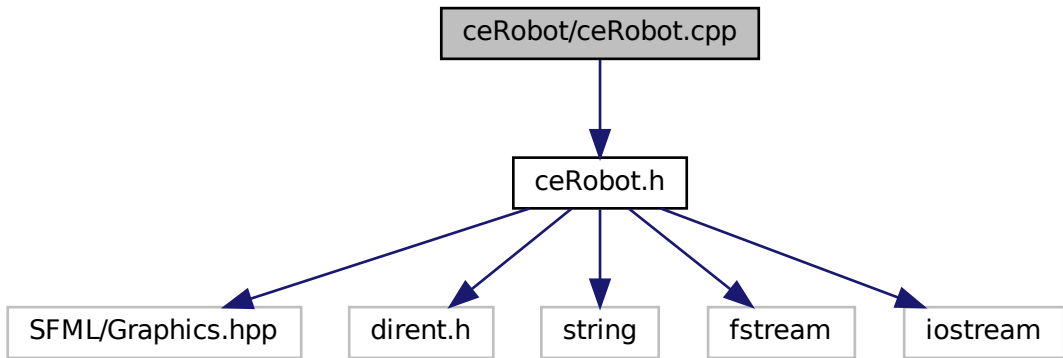 ceRobot/ceRobot.cpp
ceRobot.h
SFML/Graphics.hpp
dirent.h
string
fstream
iostream